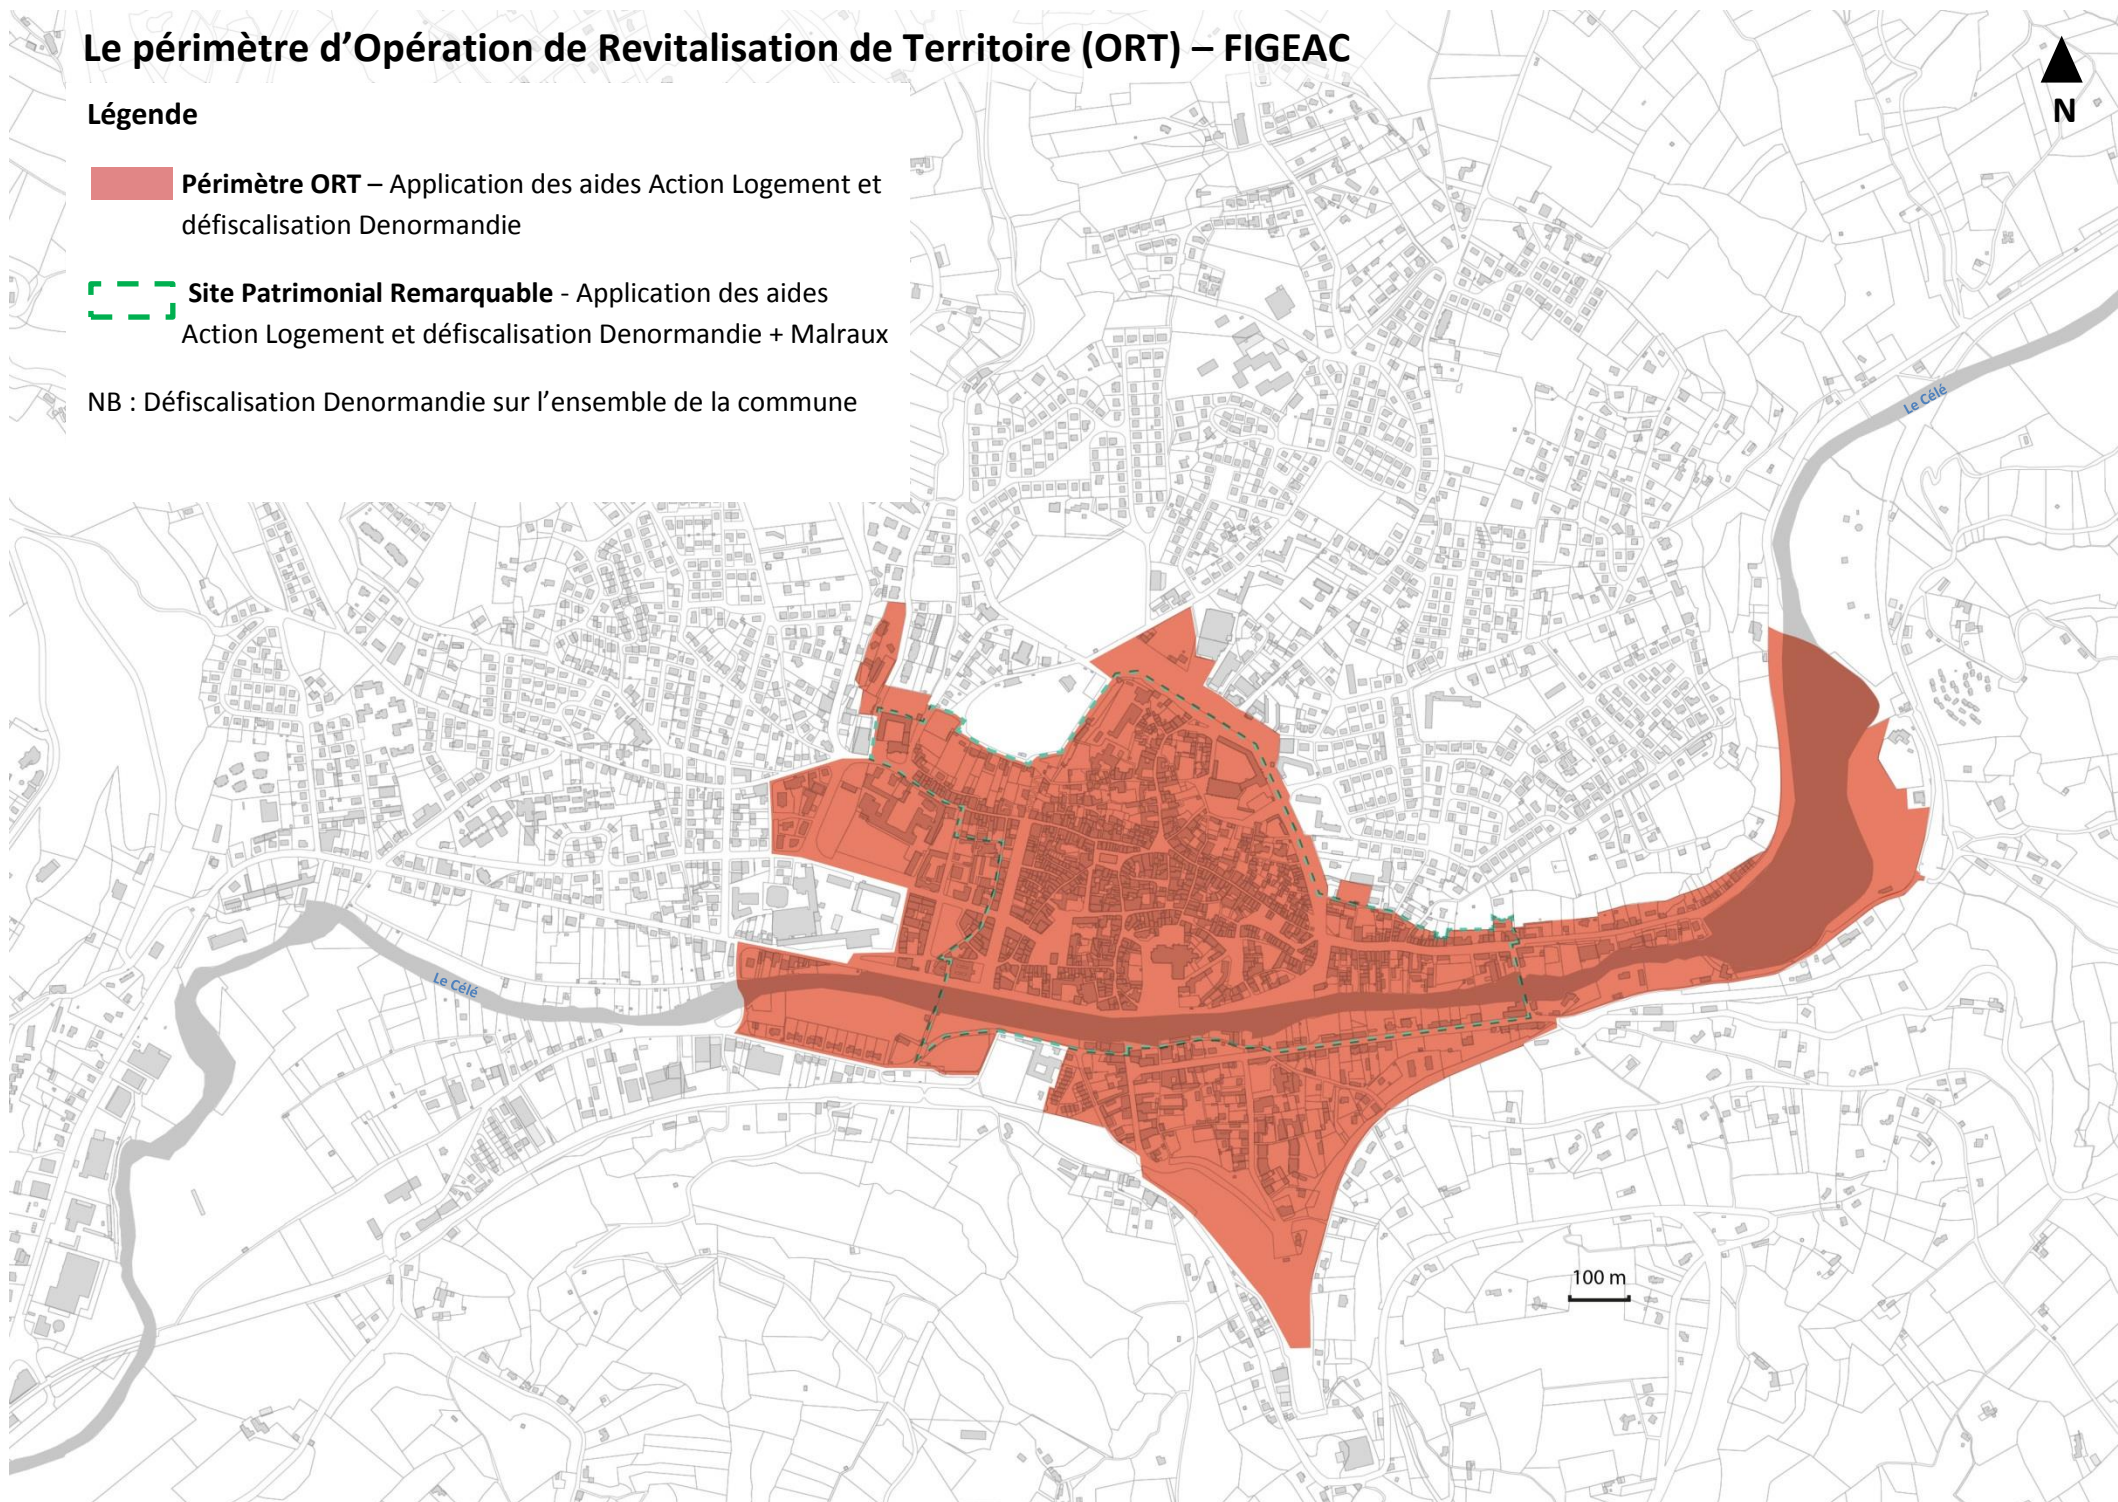 Le périmètre d’Opération de Revitalisation de Territoire (ORT) – FIGEAC
N
Légende
Périmètre ORT – Application des aides Action Logement et
défiscalisation Denormandie
Site Patrimonial Remarquable - Application des aides
Action Logement et défiscalisation Denormandie + Malraux
NB : Défiscalisation Denormandie sur l’ensemble de la commune
Le Célé
Le Célé
100 m